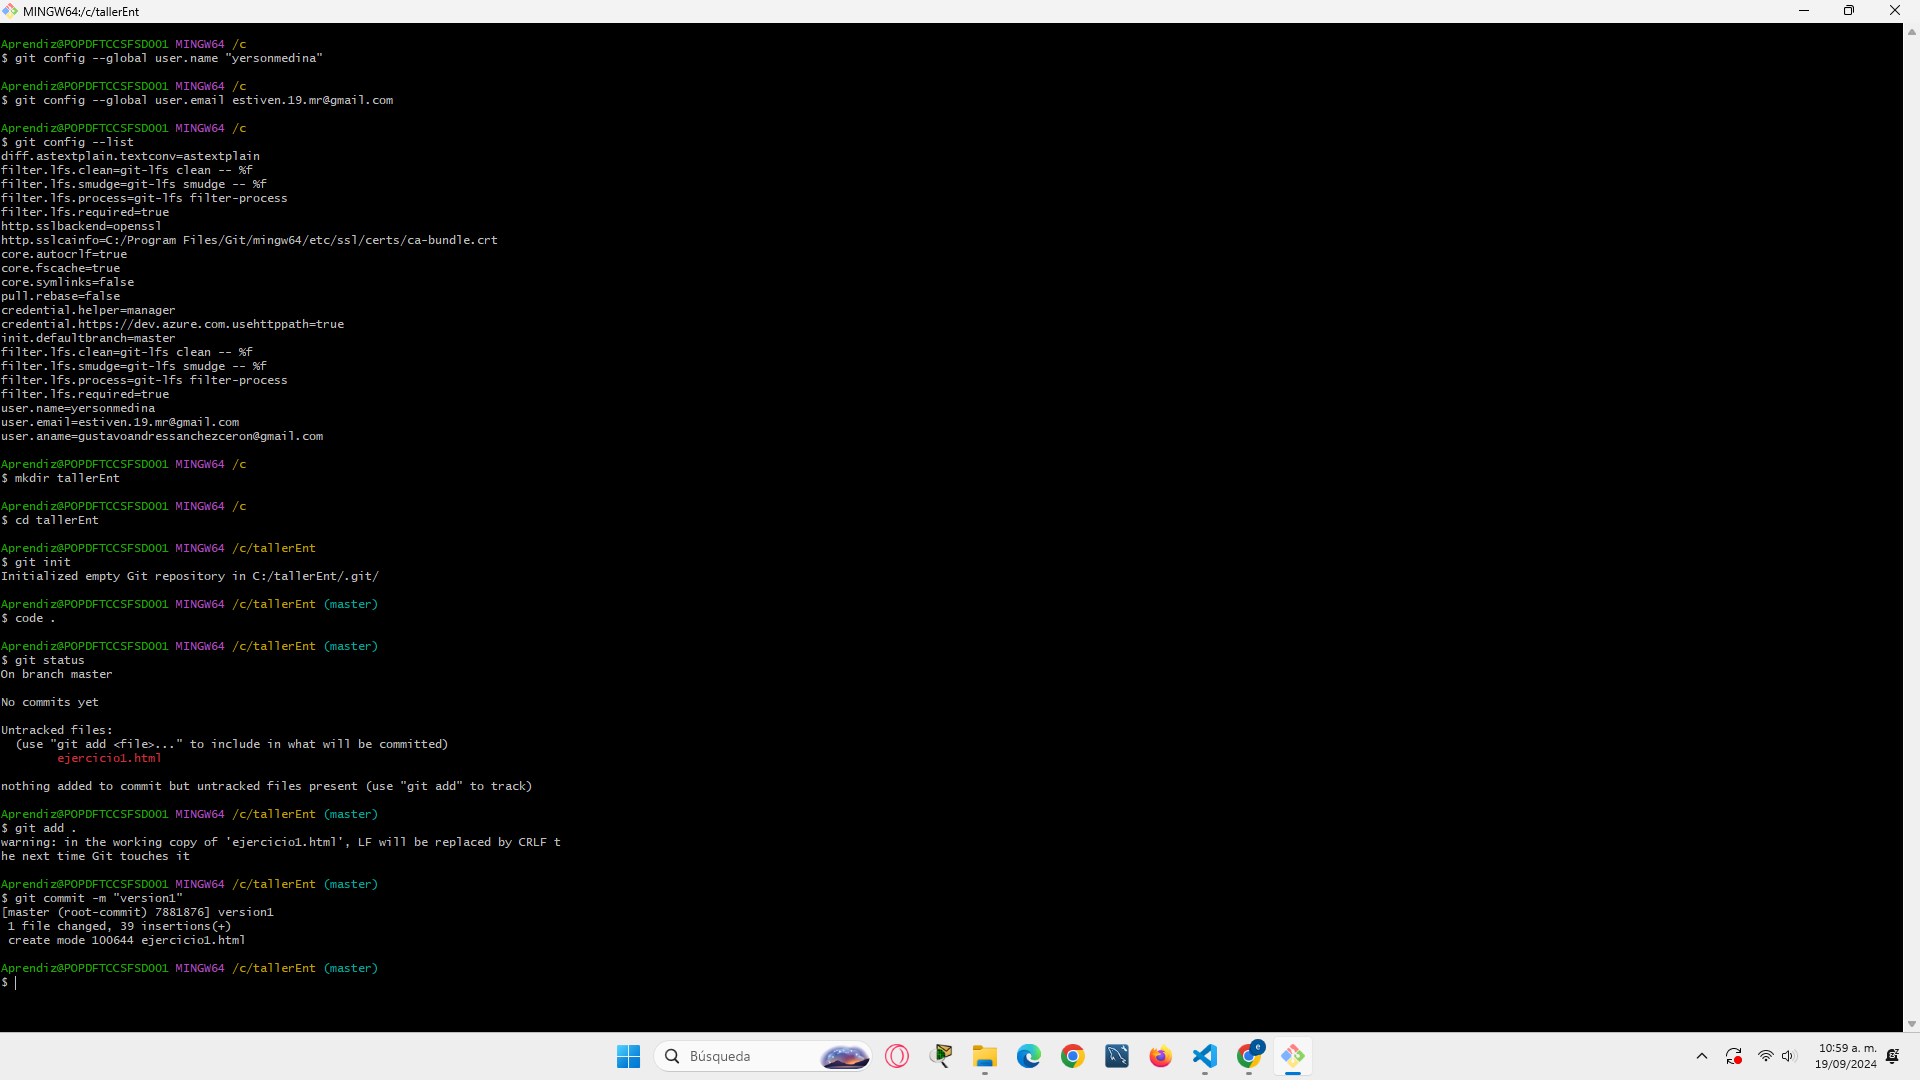 MINGW64:/c/tallerEnt
Aprendiz@POPDFTCCSFSD001 MINGW64 /c
$ git config --global user.name "yersonmedina"
Aprendiz@POPDFTCCSFSD001 MINGW64 /c
$ git config --global user.email estiven.19.mr@gmail.com
Aprendiz@POPDFTCCSFSD001 MINGW64 /c
$ git config --list
diff.astextplain.textconv=astextplain
filter.lfs.clean=git-lfs clean -- %f
filter.lfs.smudge=git-lfs smudge -- %f
filter.lfs.process=git-lfs filter-process
filter.lfs.required=true
http.sslbackend=openssl
http.sslcainfo=C:/Program Files/Git/mingw64/etc/ssl/certs/ca-bundle.crt
core.autocrlf=true
core.fscache=true
core.symlinks=false
pull.rebase=false
credential.helper=manager
credential.https://dev.azure.com.usehttppath=true
init.defaultbranch=master
filter.lfs.clean=git-lfs clean -- %f
filter.lfs.smudge=git-lfs smudge -- %f
filter.lfs.process=git-lfs filter-process
filter.lfs.required=true
user.name=yersonmedina
user.email=estiven.19.mr@gmail.com
user.aname=gustavoandressanchezceron@gmail.com
Aprendiz@POPDFTCCSFSD001 MINGW64 /c
$ mkdir tallerEnt
Aprendiz@POPDFTCCSFSD001 MINGW64 /c
$ cd tallerEnt
Aprendiz@POPDFTCCSFSD001 MINGW64 /c/tallerEnt
$ git init
Initialized empty Git repository in C:/tallerEnt/.git/
Aprendiz@POPDFTCCSFSD001 MINGW64 /c/tallerEnt (master)
$ code .
Aprendiz@POPDFTCCSFSD001 MINGW64 /c/tallerEnt (master)
$ git status
On branch master
No commits yet
Untracked files:
(use "git add <file>..." to include in what will be committed)
ejercicio1.html
nothing added to commit but untracked files present (use "git add" to track)
Aprendiz@POPDFTCCSFSD001 MINGW64 /c/tallerEnt (master)
$ git add .
warning: in the working copy of 'ejercicio1.html', LF will be replaced by CRLF t
he next time Git touches it
Aprendiz@POPDFTCCSFSD001 MINGW64 /c/tallerEnt (master)
$ git commit -m "version1"
[master (root-commit) 7881876] version1
1 file changed, 39 insertions(+)
create mode 100644 ejercicio1.html
Aprendiz@POPDFTCCSFSD001 MINGW64 /c/tallerEnt (master)
$
Búsqueda
10:59 a. m.
19/09/2024